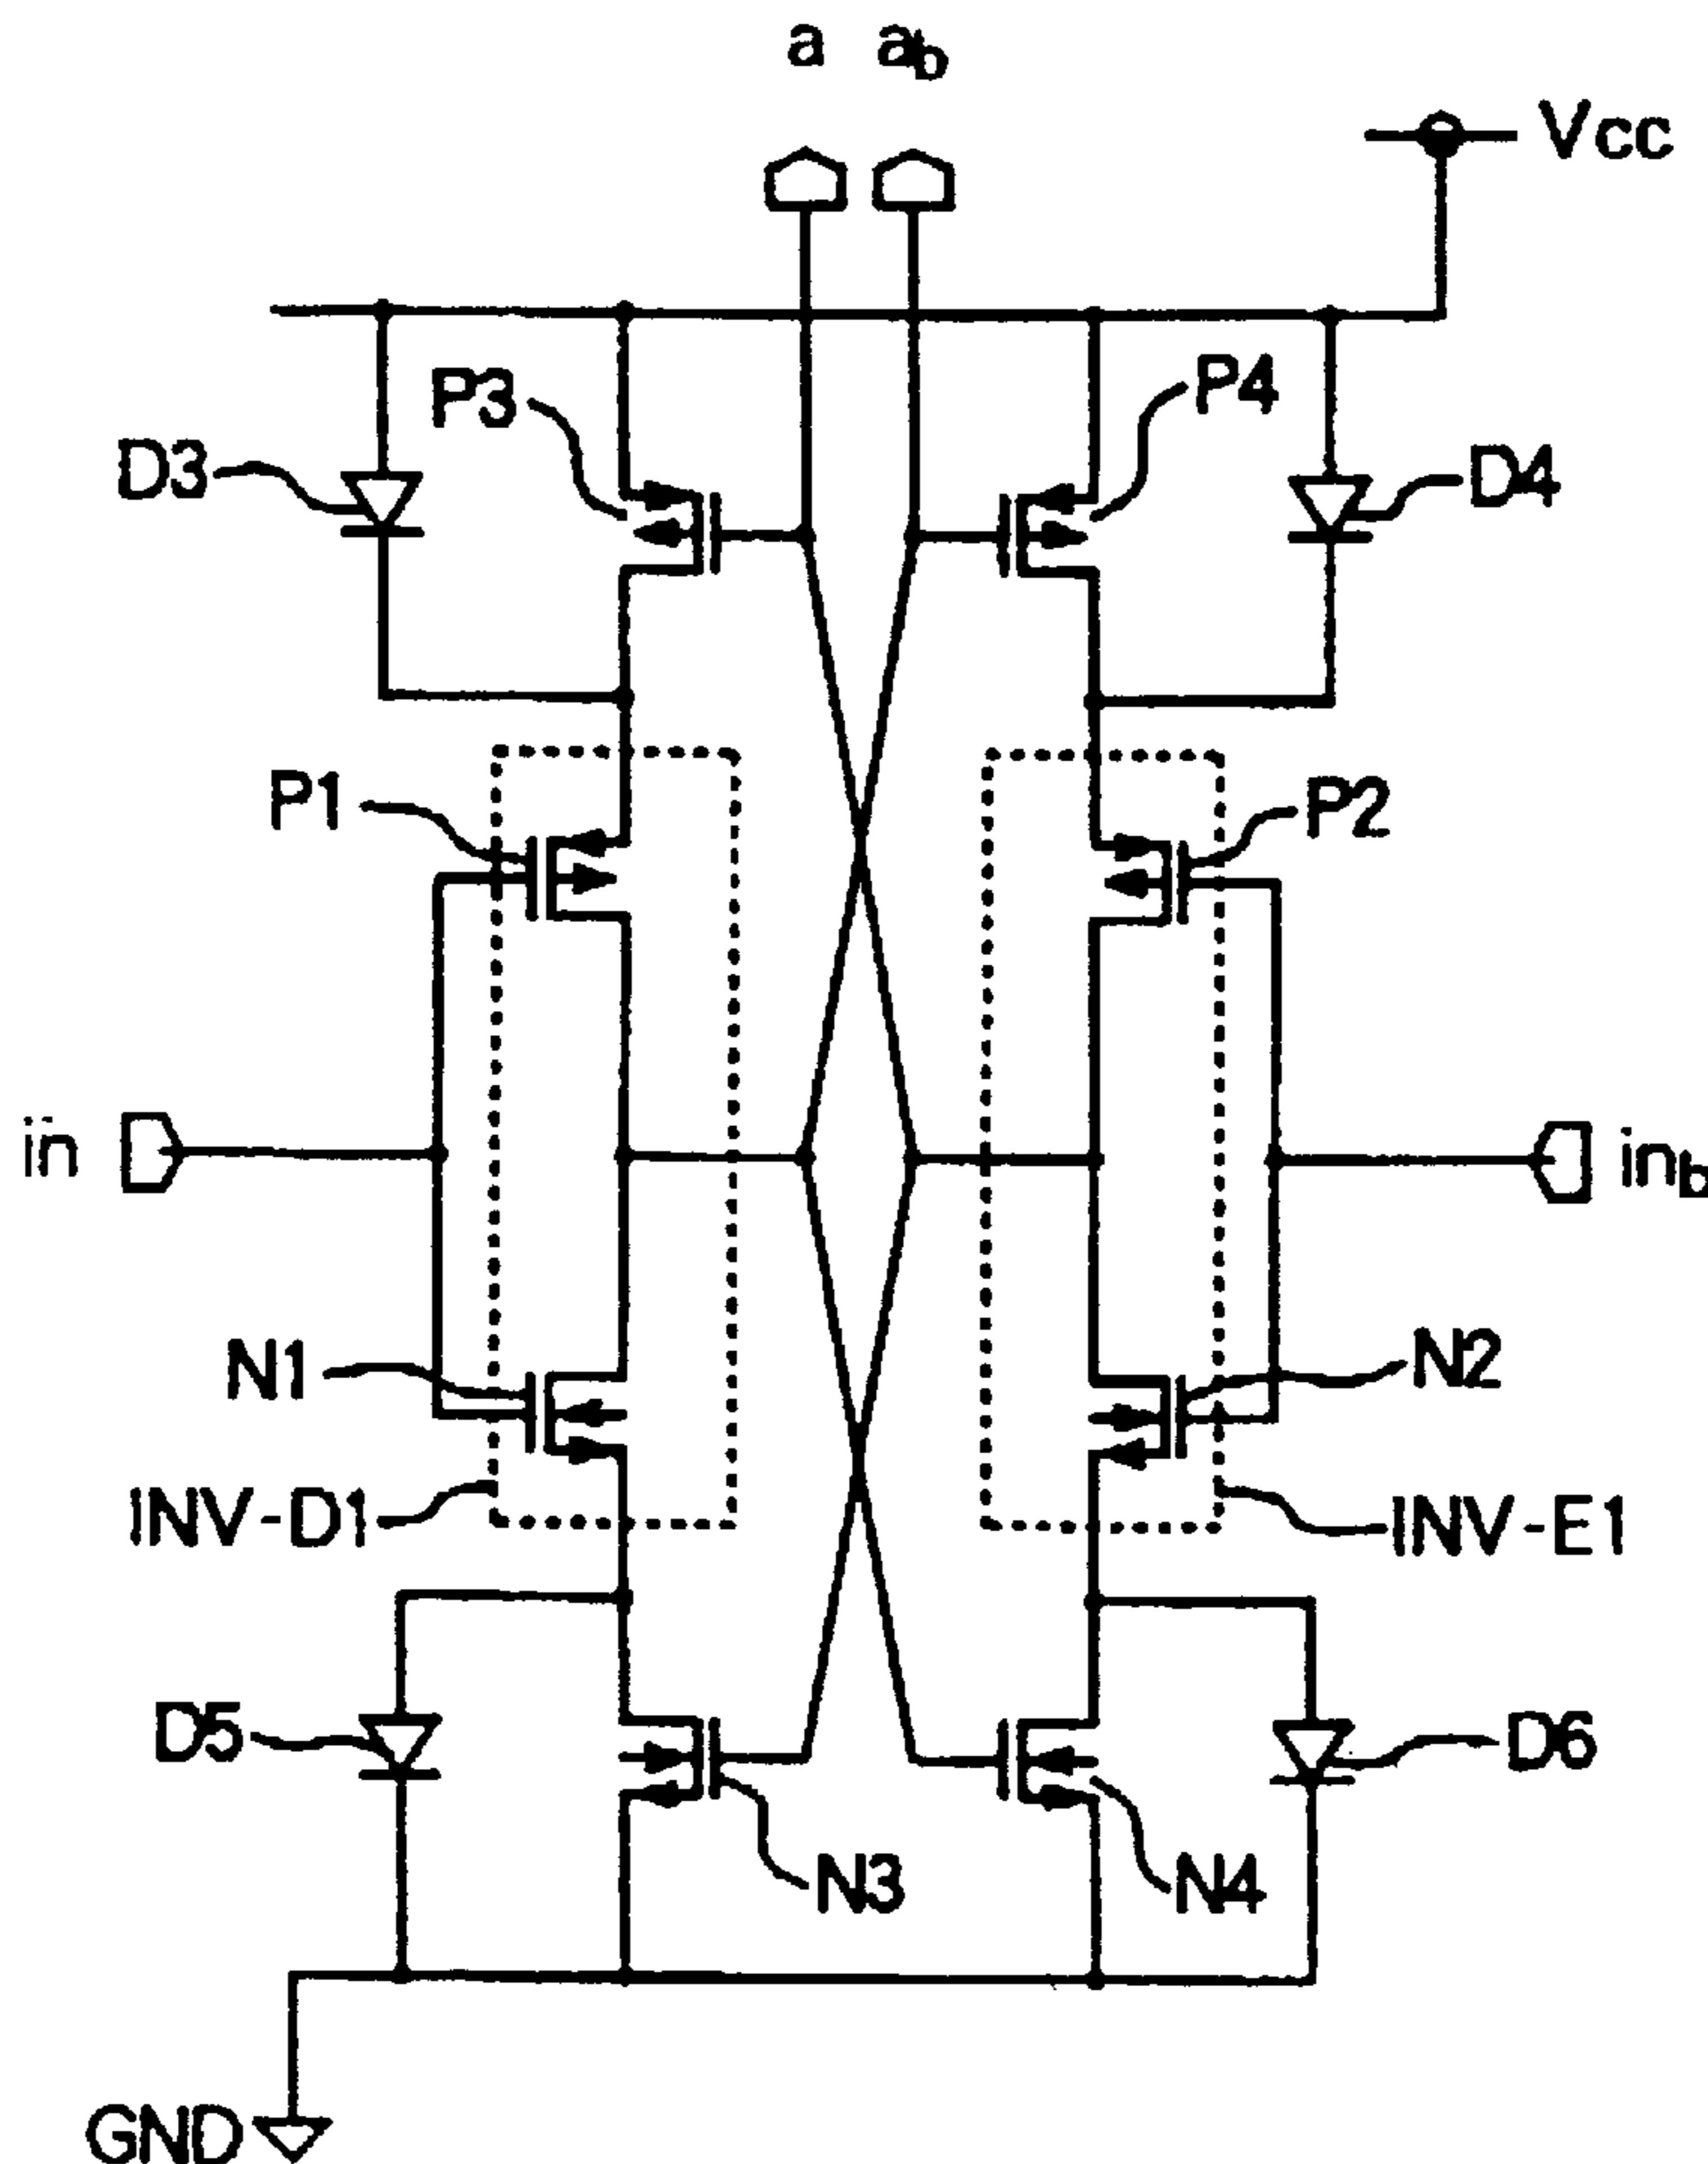 a ab
Vcc
P3 P4
D3 D4
P1 P2
in inb
N1 N2
INV-D1 INV-E1
D5 D6
N3 N4
GND